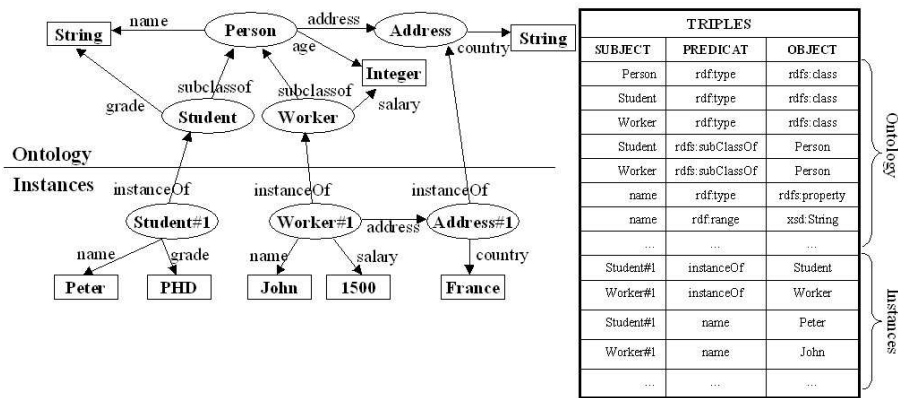 name
address
String
Person
Address
country
String
age
Integer
subclassof
subclassof
salary
grade
Student
Worker
Ontology
Instances
instanceOf
instanceOf
instanceOf
Student#1
Worker#1
address
Address#1
name
grade
name
salary
country
Peter
PHD
John
1500
France
TRIPLES
SUBJECT PREDICAT OBJECT
Person rdf:type rdfs:class
Student rdf:type rdfs:class
Worker rdf:type rdfs:class
Student rdfs:subClassOf Person
Worker rdfs:subClassOf Person
name rdf:type rdfs:property
name rdf:range xsd:String
... ... ...
Student#1 instanceOf Student
Worker#1 instanceOf Worker
Student#1 name Peter
Worker#1 name John
... ... ...
Ontology
Instances